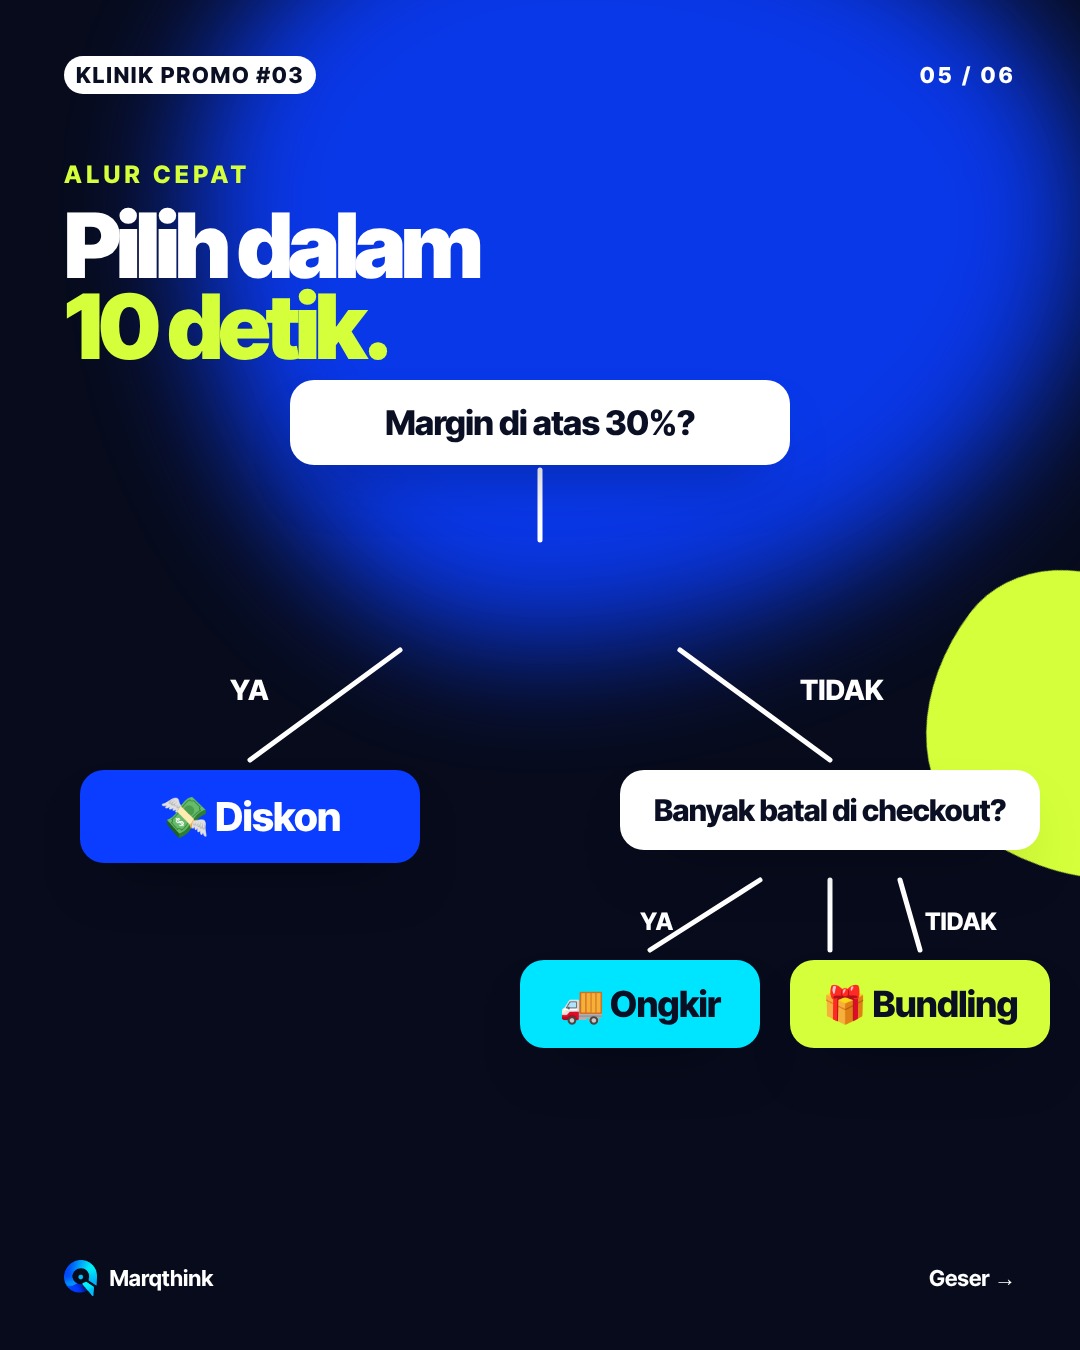 KLINIK PROMO #03
05 / 06
ALUR CEPAT
Pilih dalam
10 detik.
Margin di atas 30%?
YA
TIDAK
💸 Diskon
Banyak batal di checkout?
YA
TIDAK
🚚 Ongkir
🎁 Bundling
Marqthink
Geser →